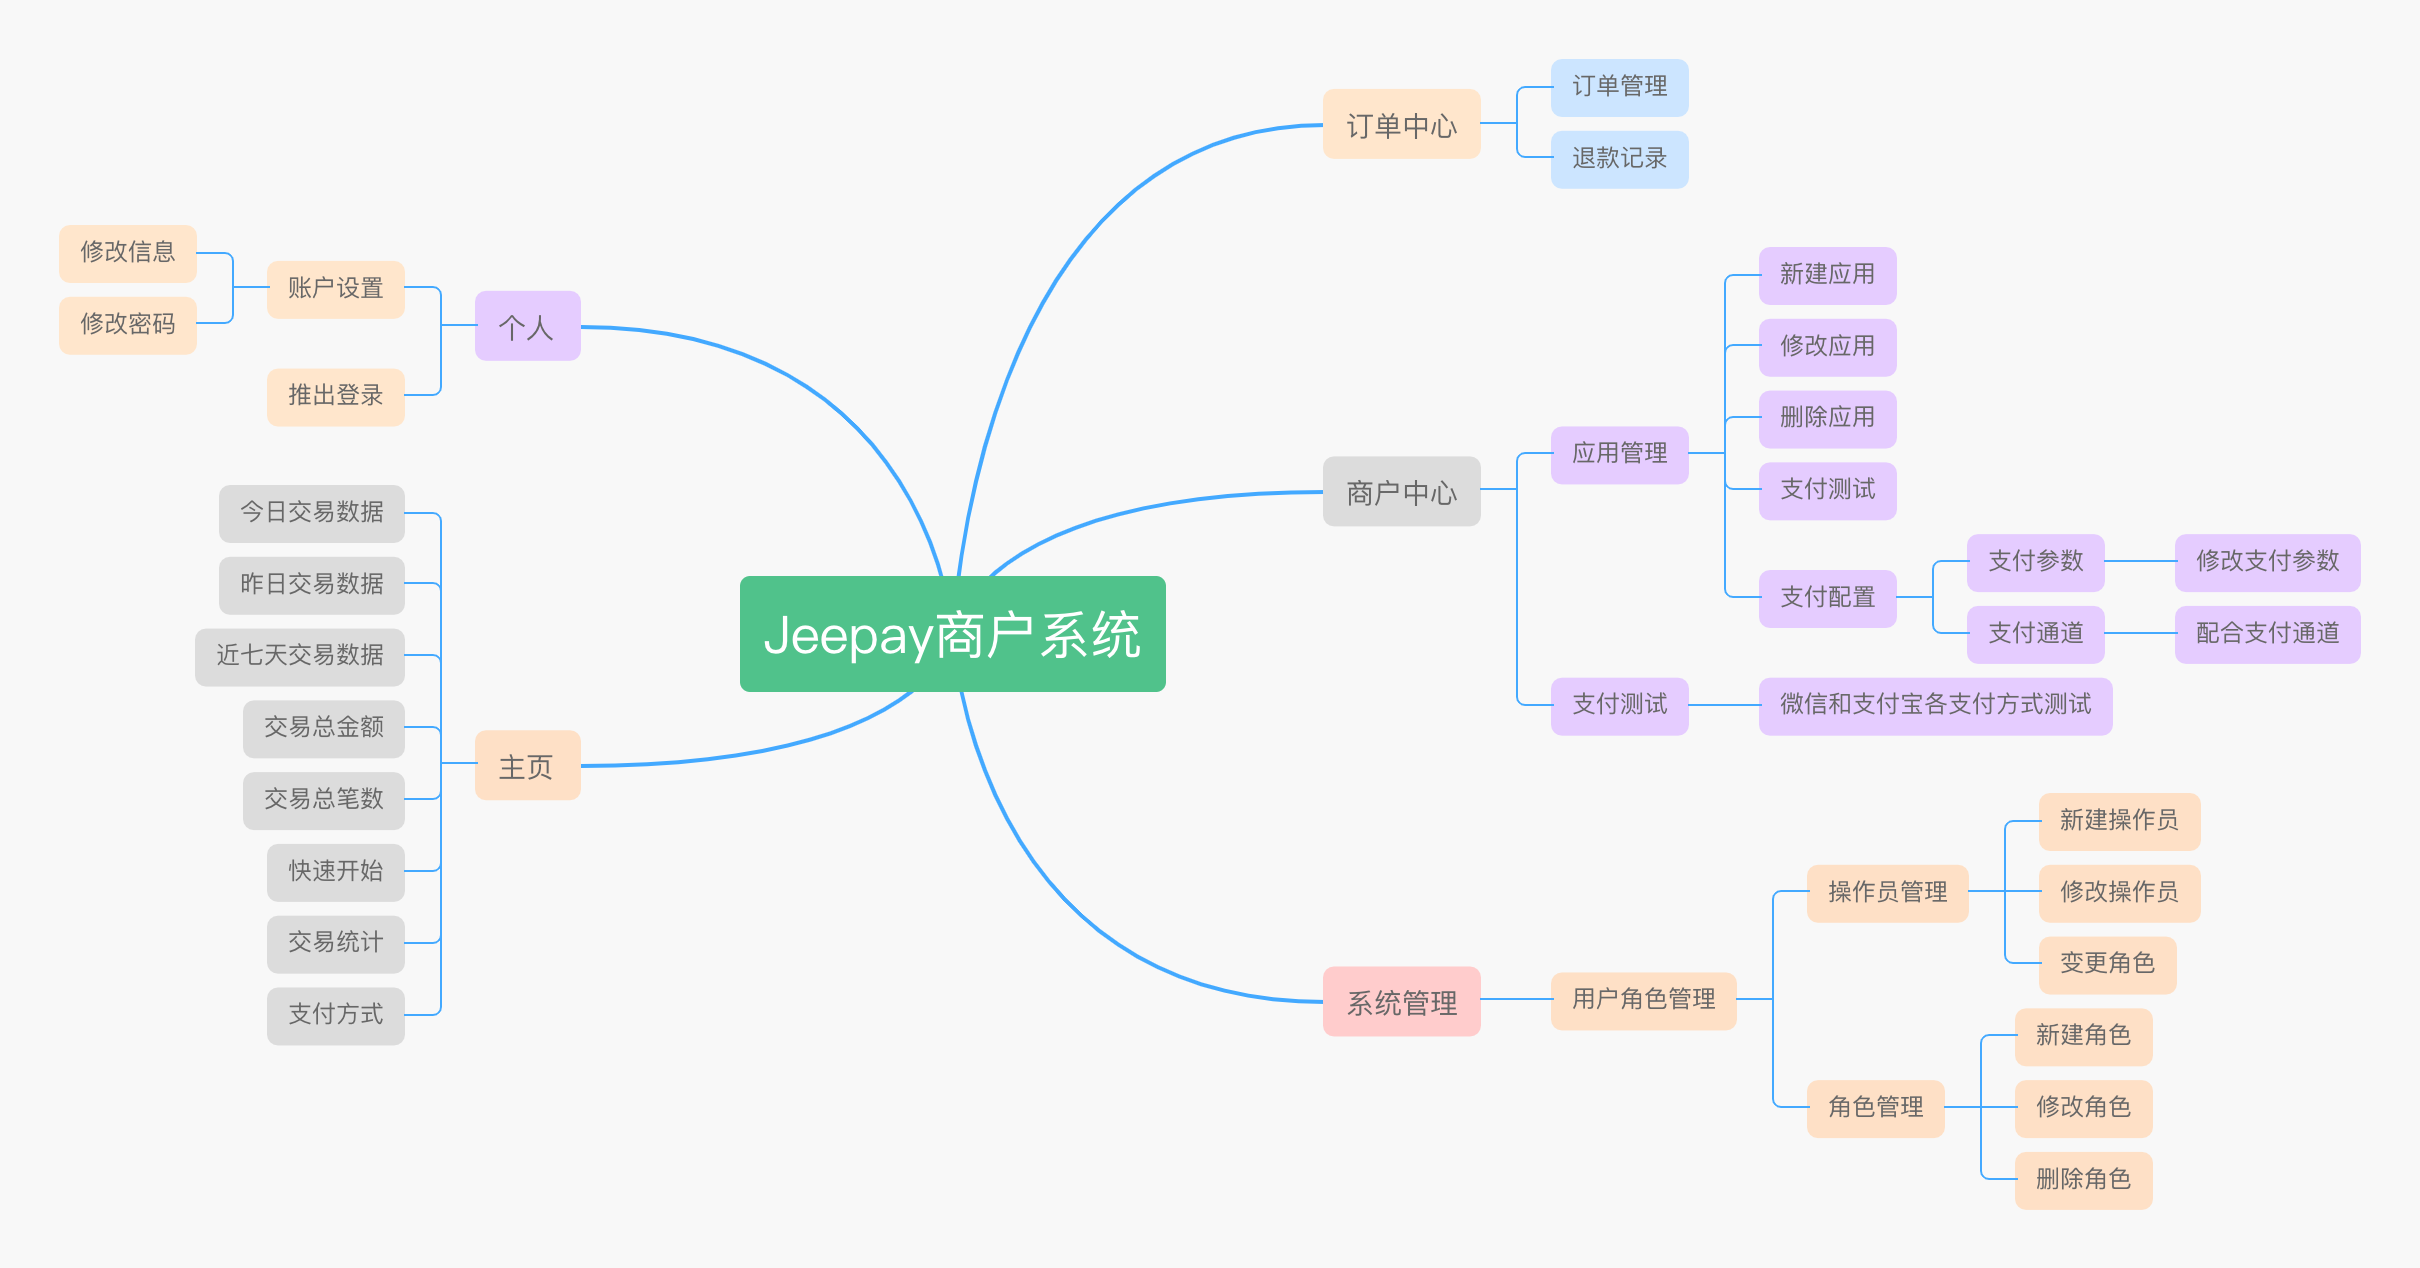 Jeepay商户系统
订单中心
订单管理
退款记录
商户中心
应用管理
新建应用
修改应用
删除应用
支付测试
支付配置
支付参数
修改支付参数
支付通道
配合支付通道
支付测试
微信和支付宝各支付方式测试
系统管理
用户角色管理
操作员管理
新建操作员
修改操作员
变更角色
角色管理
新建角色
修改角色
删除角色
个人
账户设置
修改信息
修改密码
推出登录
主页
今日交易数据
昨日交易数据
近七天交易数据
交易总金额
交易总笔数
快速开始
交易统计
支付方式